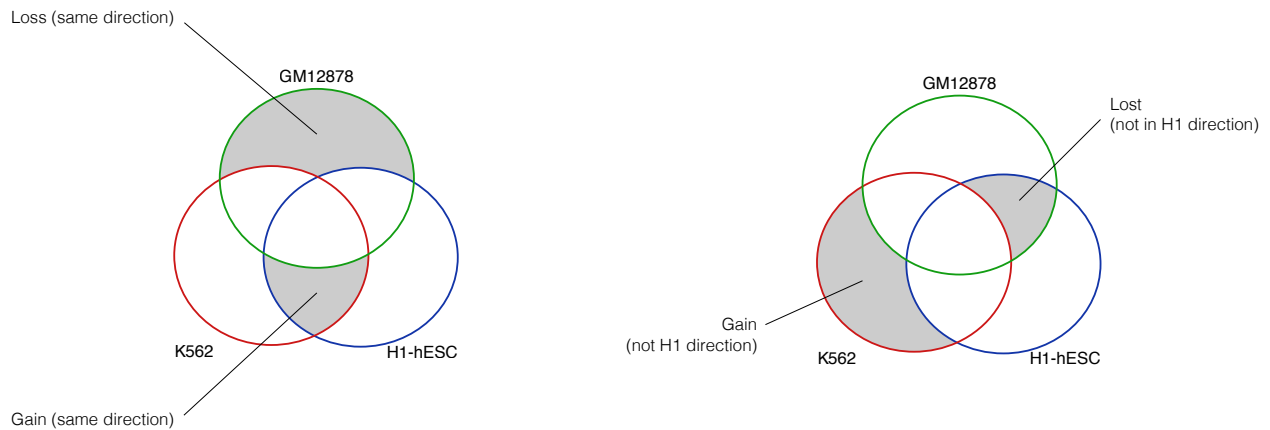 Loss (same direction)
GM12878
K562
H1-hESC
Gain (same direction)
GM12878
Lost
(not in H1 direction)
Gain
(not H1 direction)
K562
H1-hESC